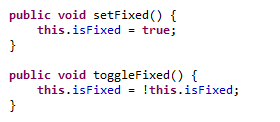 public void setFixed() {
    this.isFixed = true;
}

public void toggleFixed() {
    this.isFixed = !this.isFixed;
}